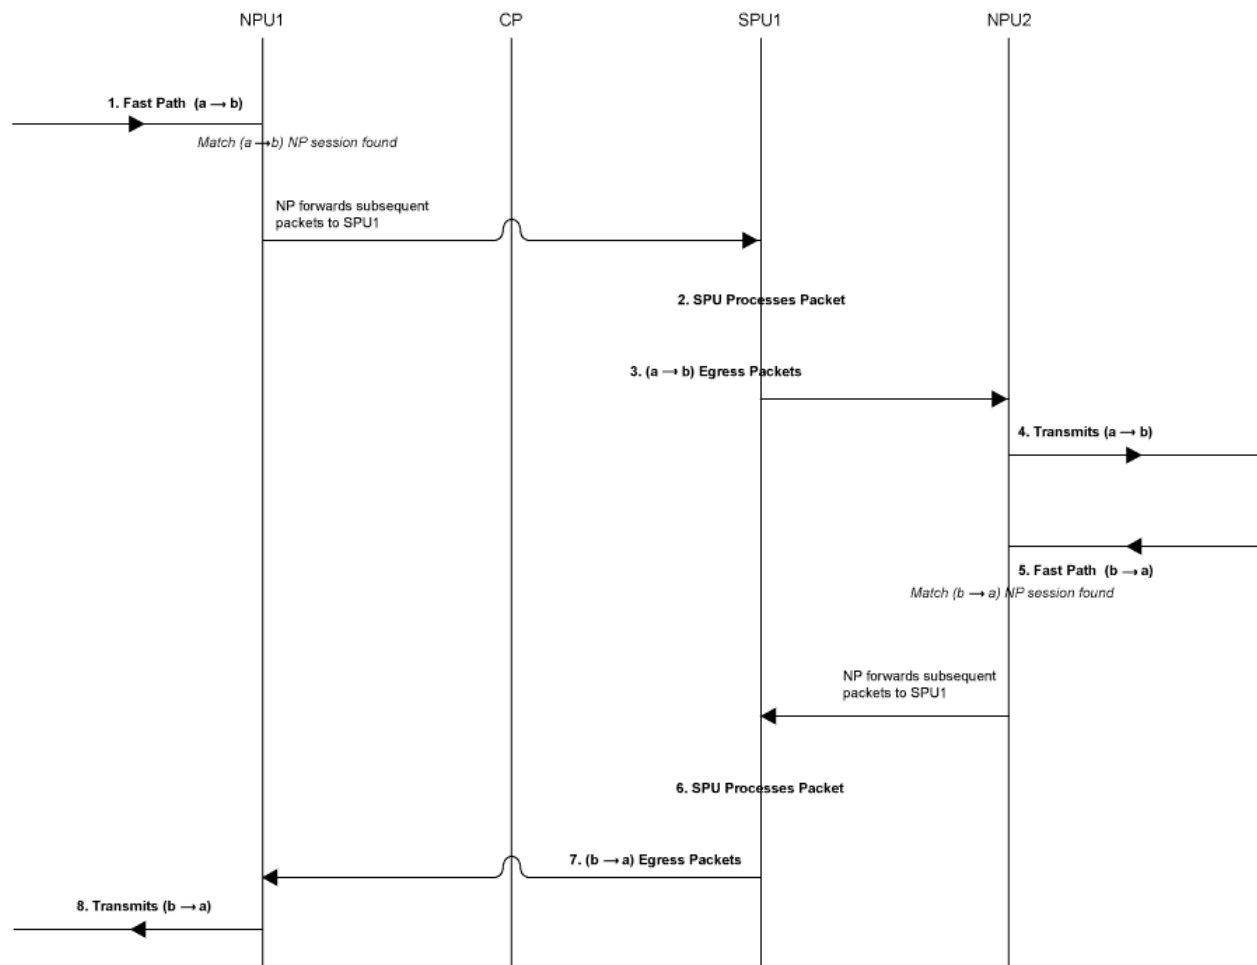 NPU1 CP SPU1 NPU2
1. Fast Path (a → b)
Match (a → b) NP session found
NP forwards subsequent
packets to SPU1
2. SPU Processes Packet
3. (a → b) Egress Packets
4. Transmits (a → b)
5. Fast Path (b → a)
Match (b → a) NP session found
NP forwards subsequent
packets to SPU1
6. SPU Processes Packet
7. (b → a) Egress Packets
8. Transmits (b → a)